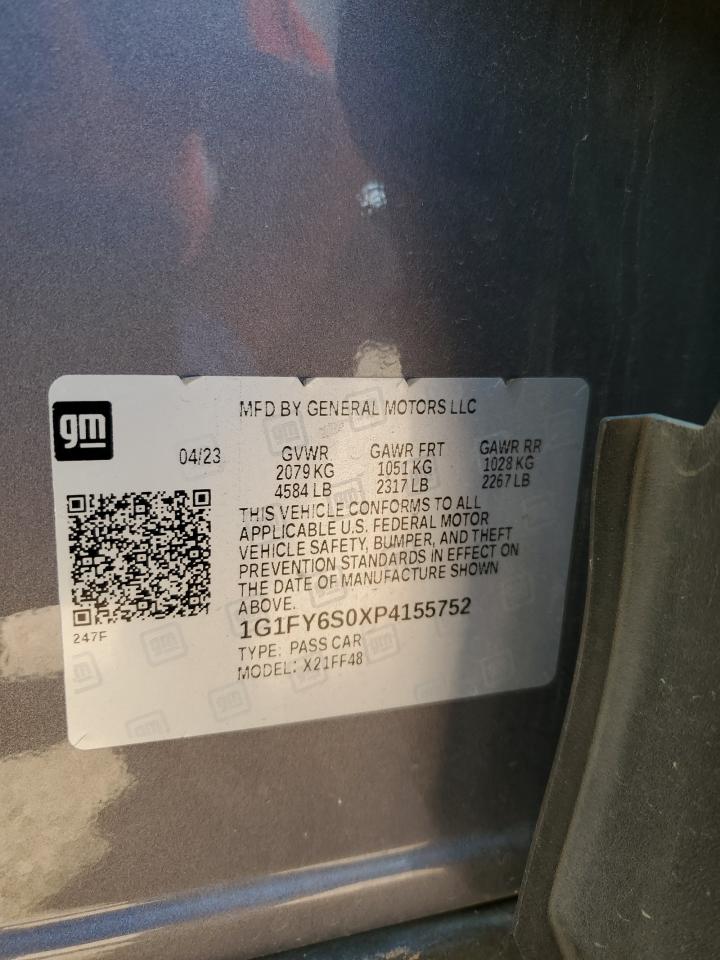 gm
MFD BY GENERAL MOTORS LLC
04/23 GVWR GAWR FRT GAWR RR
2079 KG 1051 KG 1028 KG
4584 LB 2317 LB 2267 LB
THIS VEHICLE CONFORMS TO ALL
APPLICABLE U.S. FEDERAL MOTOR
VEHICLE SAFETY, BUMPER, AND THEFT
PREVENTION STANDARDS IN EFFECT ON
THE DATE OF MANUFACTURE SHOWN
ABOVE.
247F
1G1FY6S0XP4155752
TYPE: PASS CAR
MODEL: X21FF48